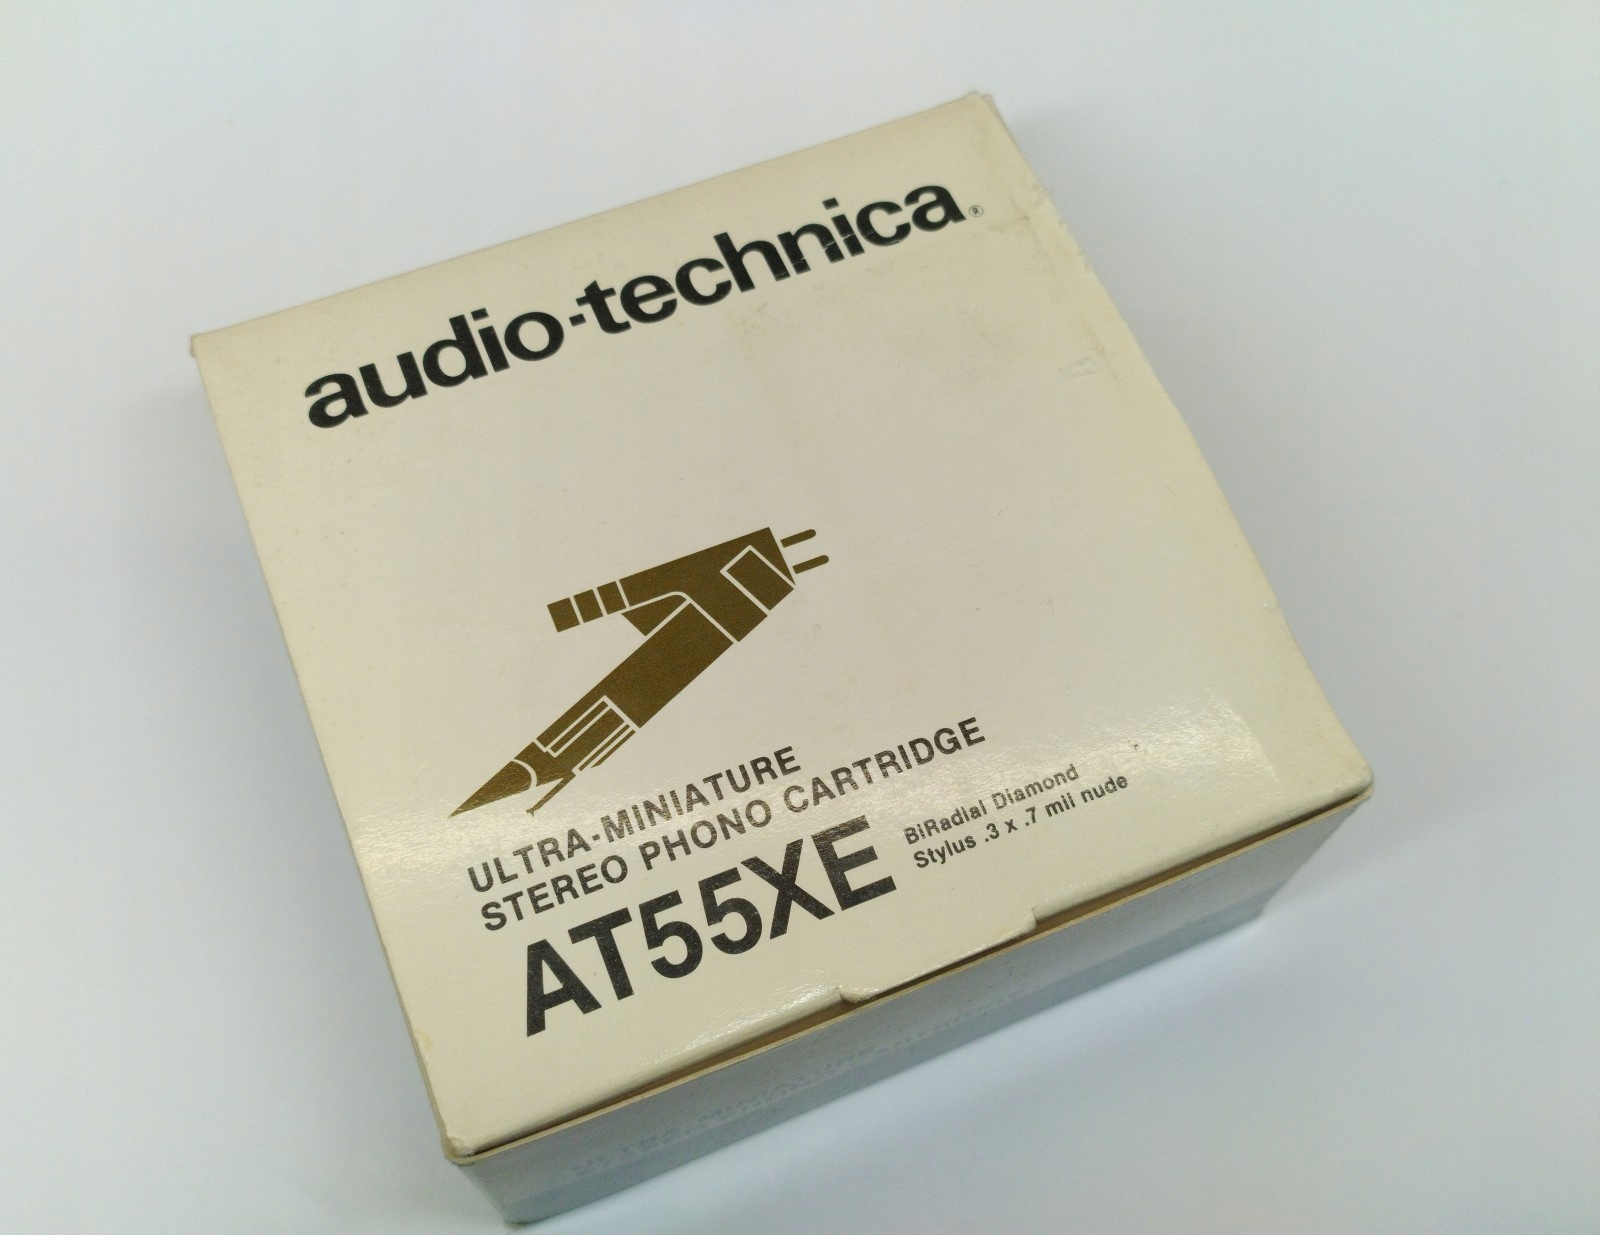 audio-technica®
ULTRA-MINIATURE
STEREO PHONO CARTRIDGE
AT55XE
BiRadial Diamond
Stylus .3 x .7 mil nude